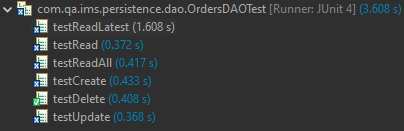 com.qa.ims.persistence.dao.OrdersDAOTest [Runner: JUnit 4] (3.608 s)
testReadLatest (1.608 s)
testRead (0.372 s)
testReadAll (0.417 s)
testCreate (0.433 s)
testDelete (0.408 s)
testUpdate (0.368 s)